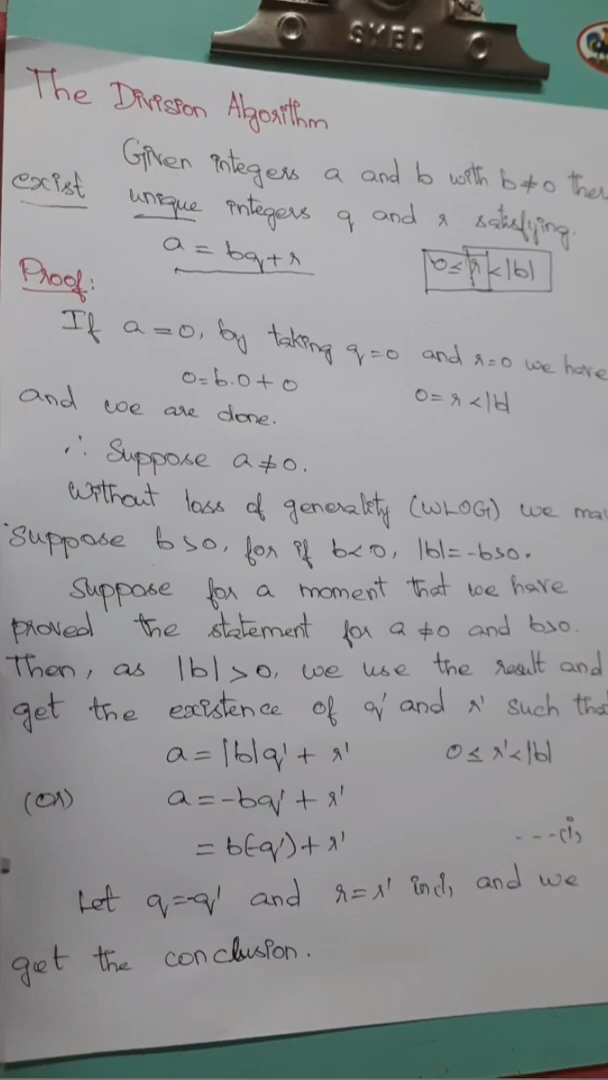 SYED
The Division Algorithm
Given integers a and b with b≠0 ther
exist unique integers q and r satisfying.
a = bq+r 0≤r<|b|
Proof:
If a=0, by taking q=0 and r=0 we have
0=b.0+0 0=r<|b|
and we are done.
∴ Suppose a≠0.
Without loss of generality (WLOG) we ma
suppose b>0, for if b<0, |b|=-b>0.
Suppose for a moment that we have
proved the statement for a≠0 and b>0.
Then, as |b|>0, we use the result and
get the existence of q' and r' such tha
a=|b|q'+r' 0≤r'<|b|
(or) a=-bq'+r'
=b(-q')+r' ---(i)
Let q=-q' and r=r' in(i), and we
get the conclusion.